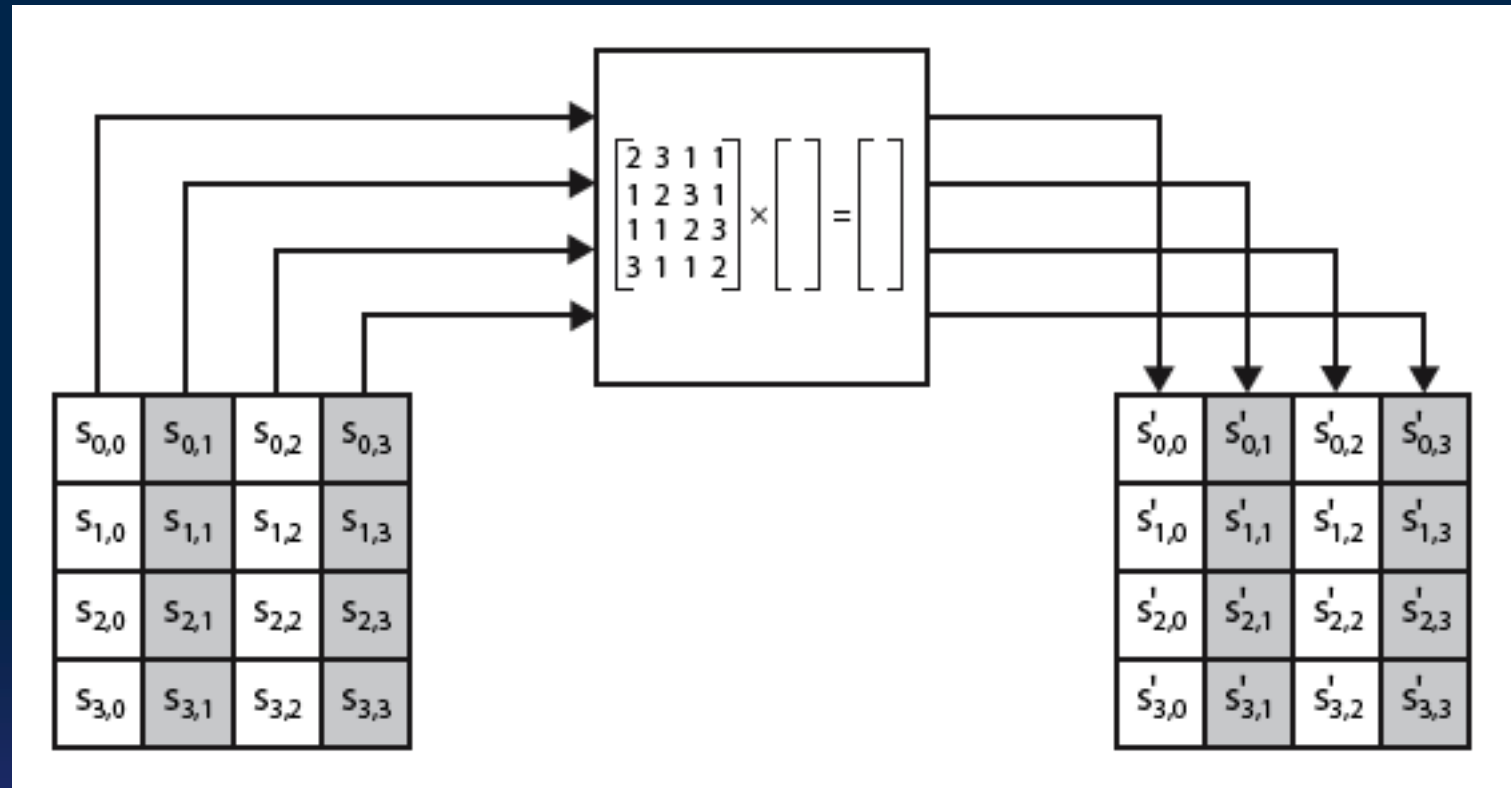 2 3 1 1
1 2 3 1
1 1 2 3
3 1 1 2
× =
S0,0 S0,1 S0,2 S0,3
S1,0 S1,1 S1,2 S1,3
S2,0 S2,1 S2,2 S2,3
S3,0 S3,1 S3,2 S3,3
S'0,0 S'0,1 S'0,2 S'0,3
S'1,0 S'1,1 S'1,2 S'1,3
S'2,0 S'2,1 S'2,2 S'2,3
S'3,0 S'3,1 S'3,2 S'3,3